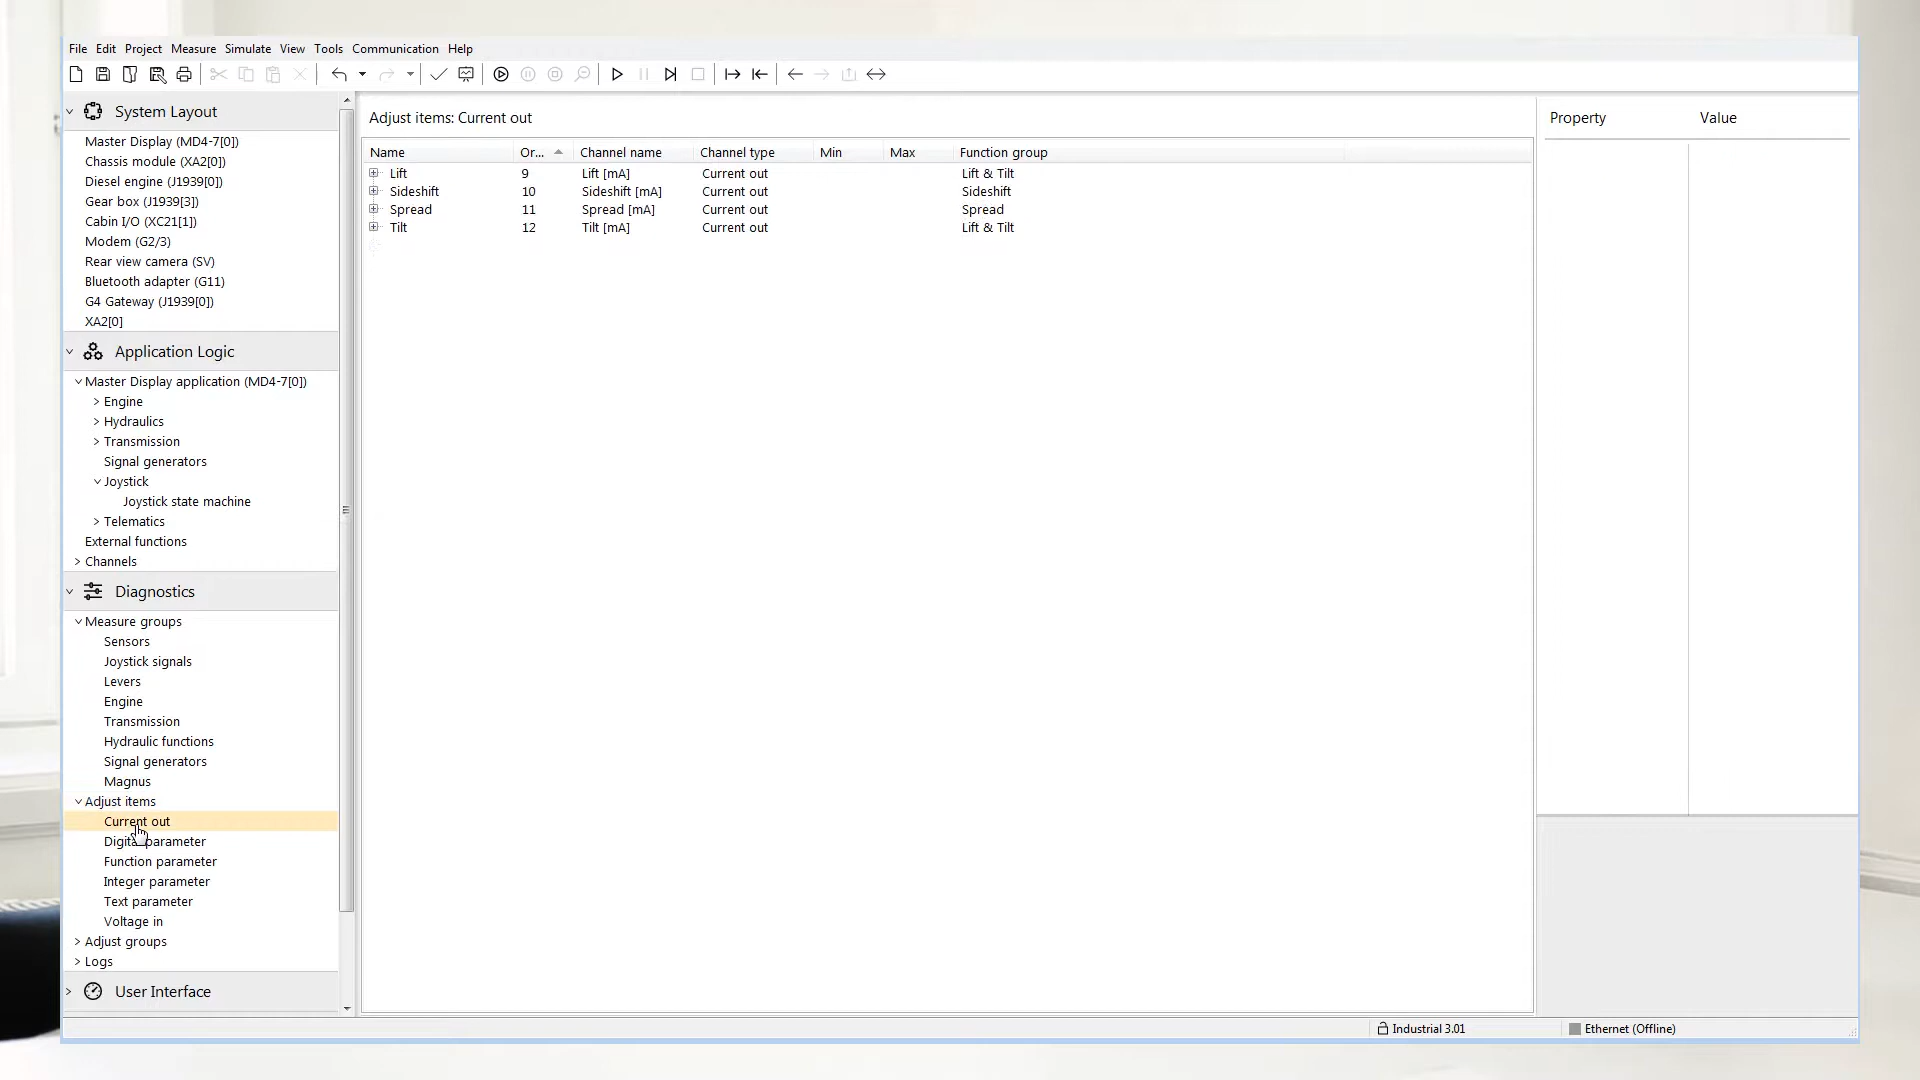 File Edit Project Measure Simulate View Tools Communication Help
System Layout
Master Display (MD4-7[0])
Chassis module (XA2[0])
Diesel engine (J1939[0])
Gear box (J1939[3])
Cabin I/O (XC21[1])
Modem (G2/3)
Rear view camera (SV)
Bluetooth adapter (G11)
G4 Gateway (J1939[0])
XA2[0]
Application Logic
Master Display application (MD4-7[0])
Engine
Hydraulics
Transmission
Signal generators
Joystick
Joystick state machine
Telematics
External functions
Channels
Diagnostics
Measure groups
Sensors
Joystick signals
Levers
Engine
Transmission
Hydraulic functions
Signal generators
Magnus
Adjust items
Current out
Digital parameter
Function parameter
Integer parameter
Text parameter
Voltage in
Adjust groups
Logs
User Interface
Adjust items: Current out
Name Or... Channel name Channel type Min Max Function group
Lift 9 Lift [mA] Current out Lift & Tilt
Sideshift 10 Sideshift [mA] Current out Sideshift
Spread 11 Spread [mA] Current out Spread
Tilt 12 Tilt [mA] Current out Lift & Tilt
Property Value
Industrial 3.01 Ethernet (Offline)